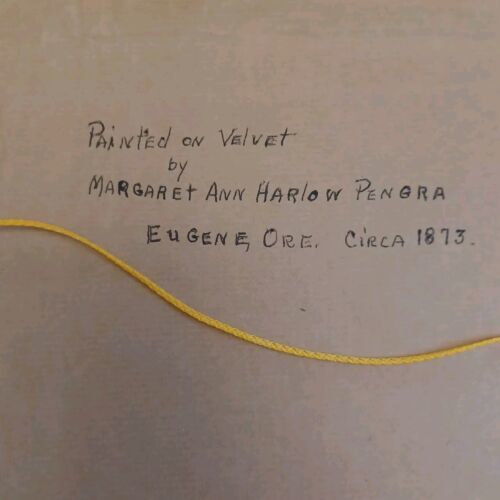 Painted on Velvet
by
Margaret Ann Harlow Pengra
Eugene, Ore. Circa 1873.